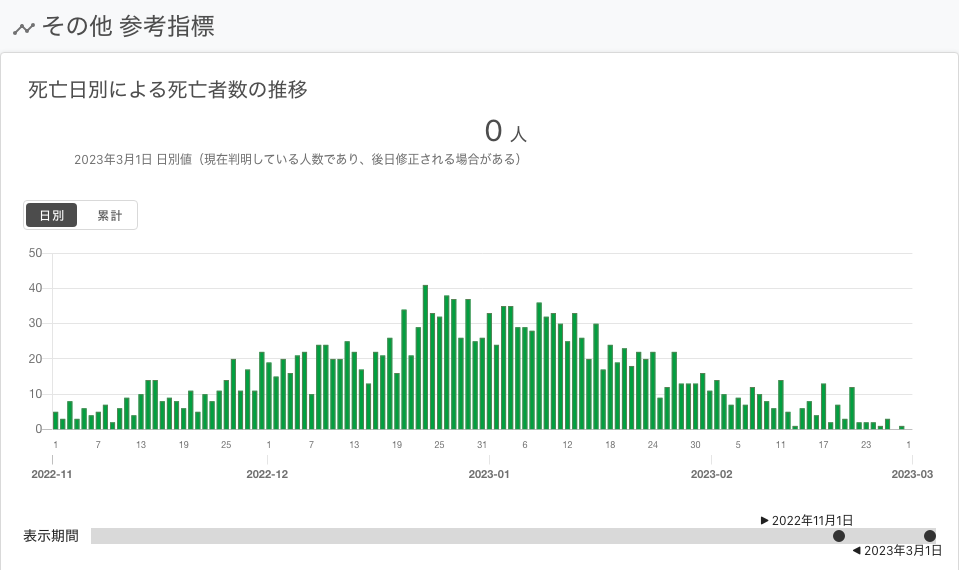 その他 参考指標
死亡日別による死亡者数の推移
0 人
2023年3月1日 日別値（現在判明している人数であり、後日修正される場合がある）
日別 累計
50
40
30
20
10
0
1 7 13 19 25 1 7 13 19 25 31 6 12 18 24 30 5 11 17 23 1
2022-11 2022-12 2023-01 2023-02 2023-03
▶ 2022年11月1日
表示期間
◀ 2023年3月1日